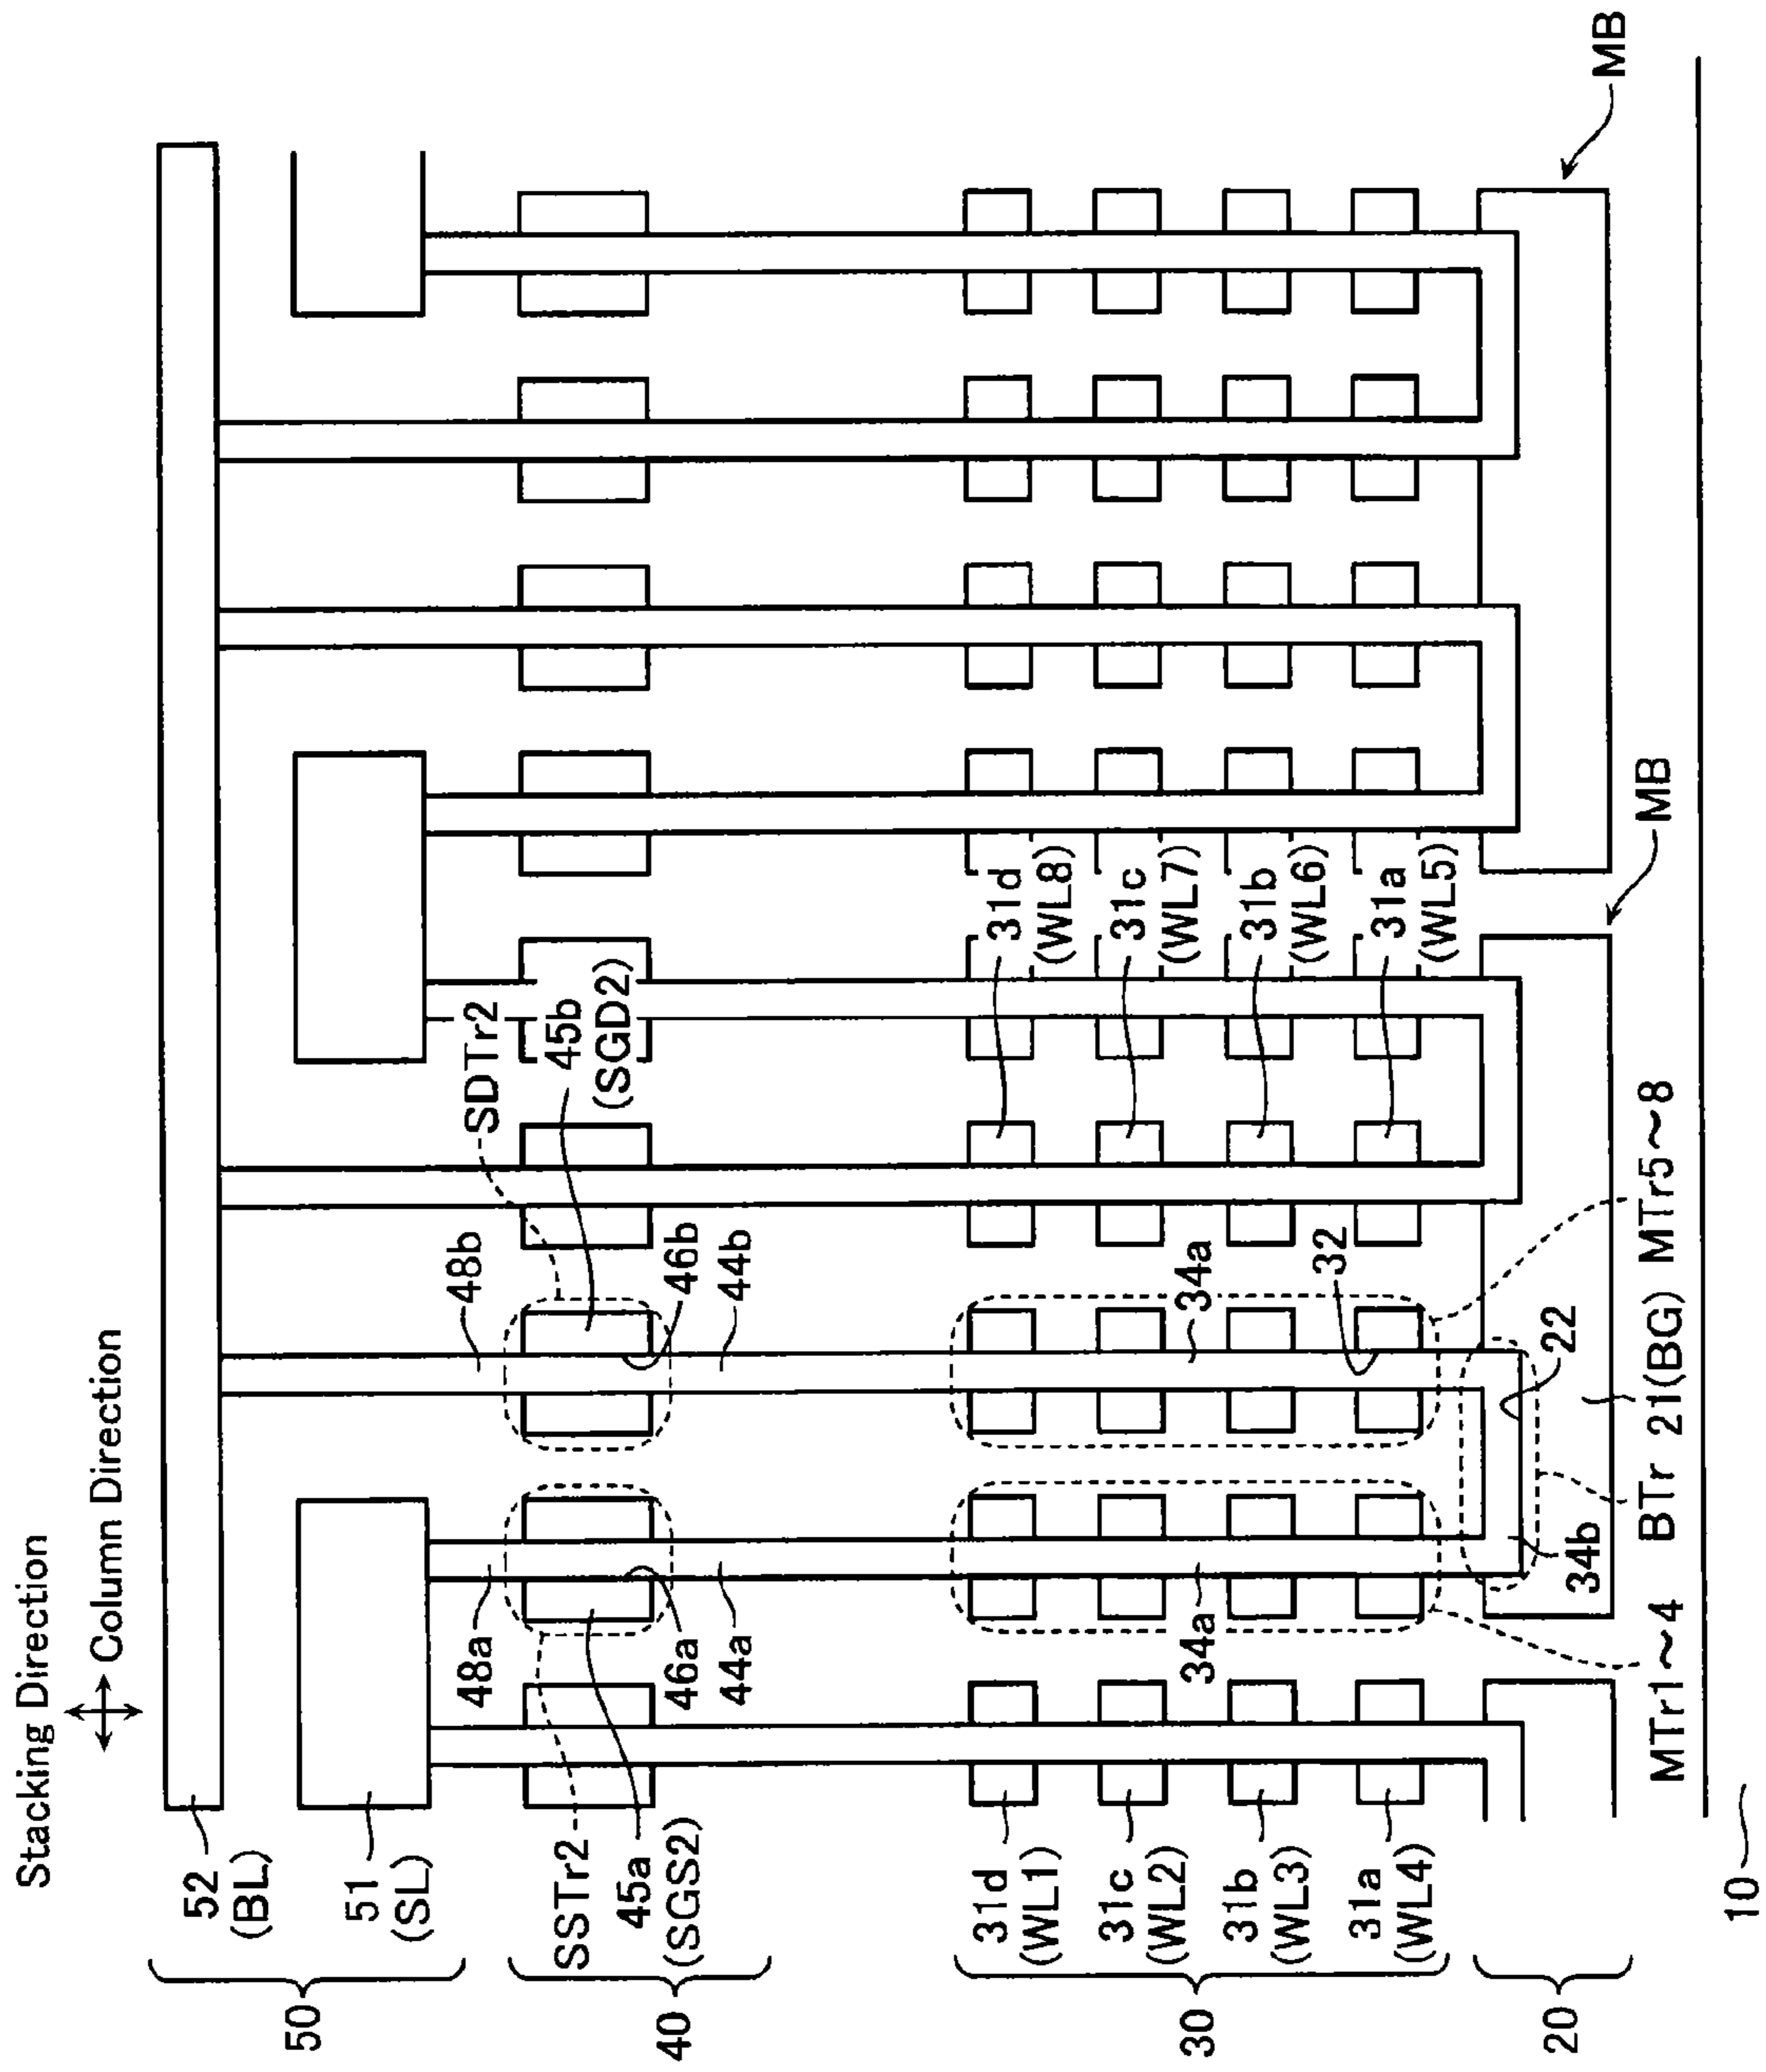 Stacking Direction
Column Direction
50
52
(BL)
51
(SL)
40
SSTr2
45a
(SGS2)
48a
46a
44a
48b
46b
44b
SDTr2
45b
(SGD2)
30
31d
(WL1)
31c
(WL2)
31b
(WL3)
31a
(WL4)
34a
34a
32
31d
(WL8)
31c
(WL7)
31b
(WL6)
31a
(WL5)
20
34b
22
MB
MB
MTr1~4
BTr
21(BG)
MTr5~8
10